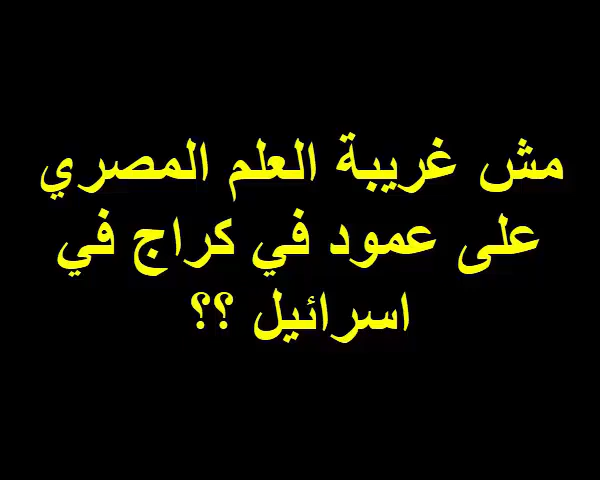 مش غريبة العلم المصري
على عمود في كراج في
اسرائيل ؟؟